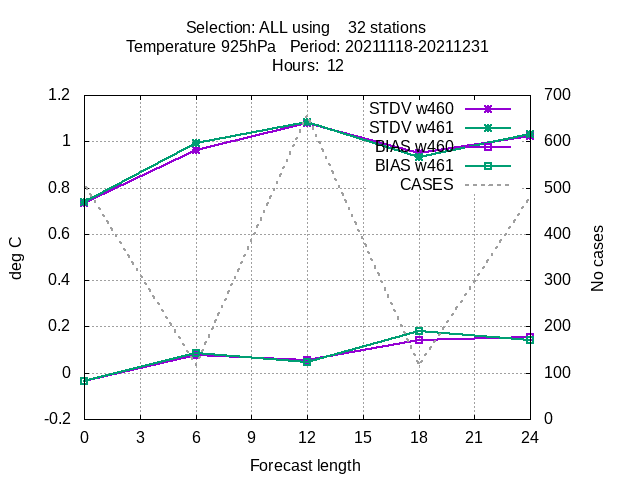 Selection: ALL using    32 stations
Temperature 925hPa   Period: 20211118-20211231
Hours:  12
1.2
1
0.8
0.6
0.4
0.2
0
-0.2
deg C
STDV w460
STDV w461
BIAS w460
BIAS w461
CASES
700
600
500
400
300
200
100
0
No cases
0 3 6 9 12 15 18 21 24
Forecast length